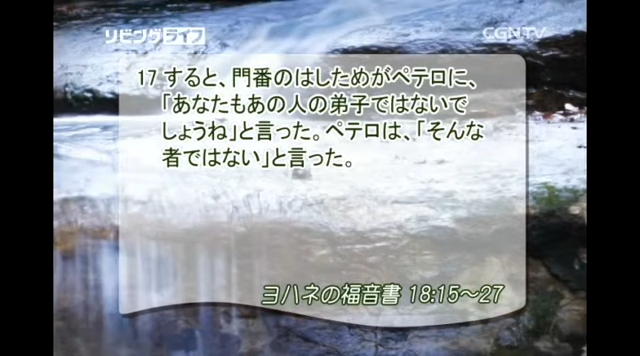 リビングライフ
CGNTV
17 すると、門番のはしためがペテロに、
「あなたもあの人の弟子ではないで
しょうね」と言った。ペテロは、「そんな
者ではない」と言った。
ヨハネの福音書 18:15～27